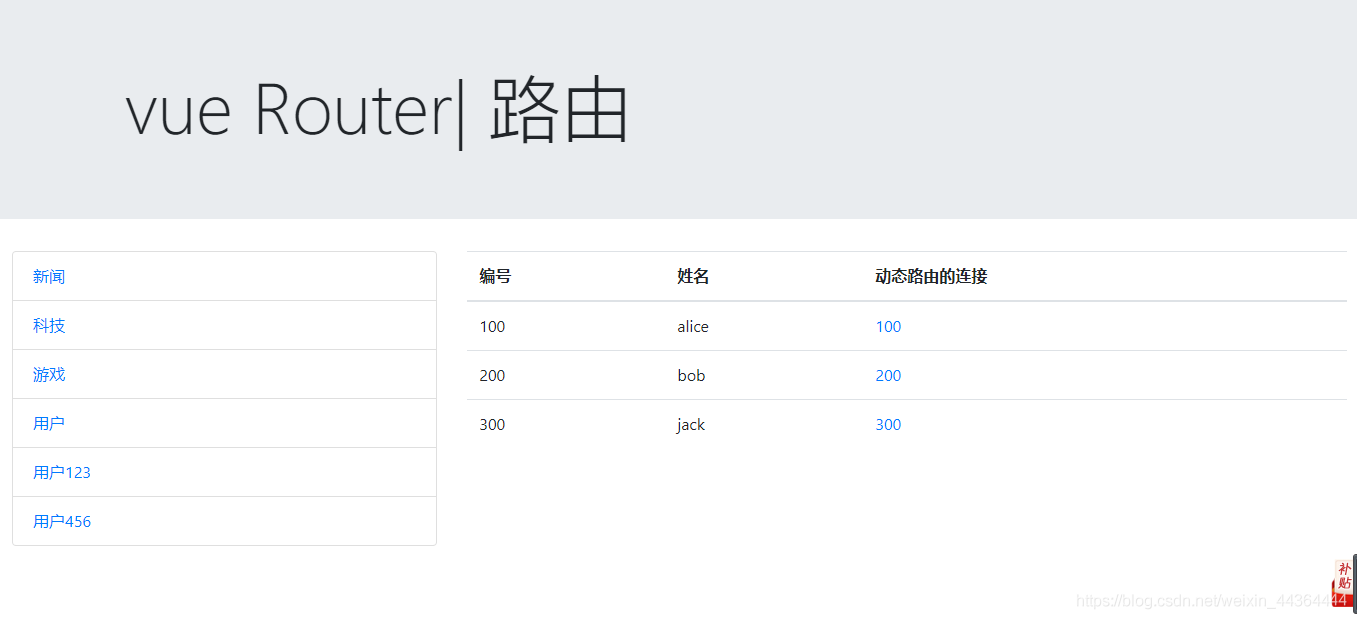 vue Router| 路由
新闻
科技
游戏
用户
用户123
用户456
编号 姓名 动态路由的连接
100 alice 100
200 bob 200
300 jack 300
补
贴
https://blog.csdn.net/weixin_44364444